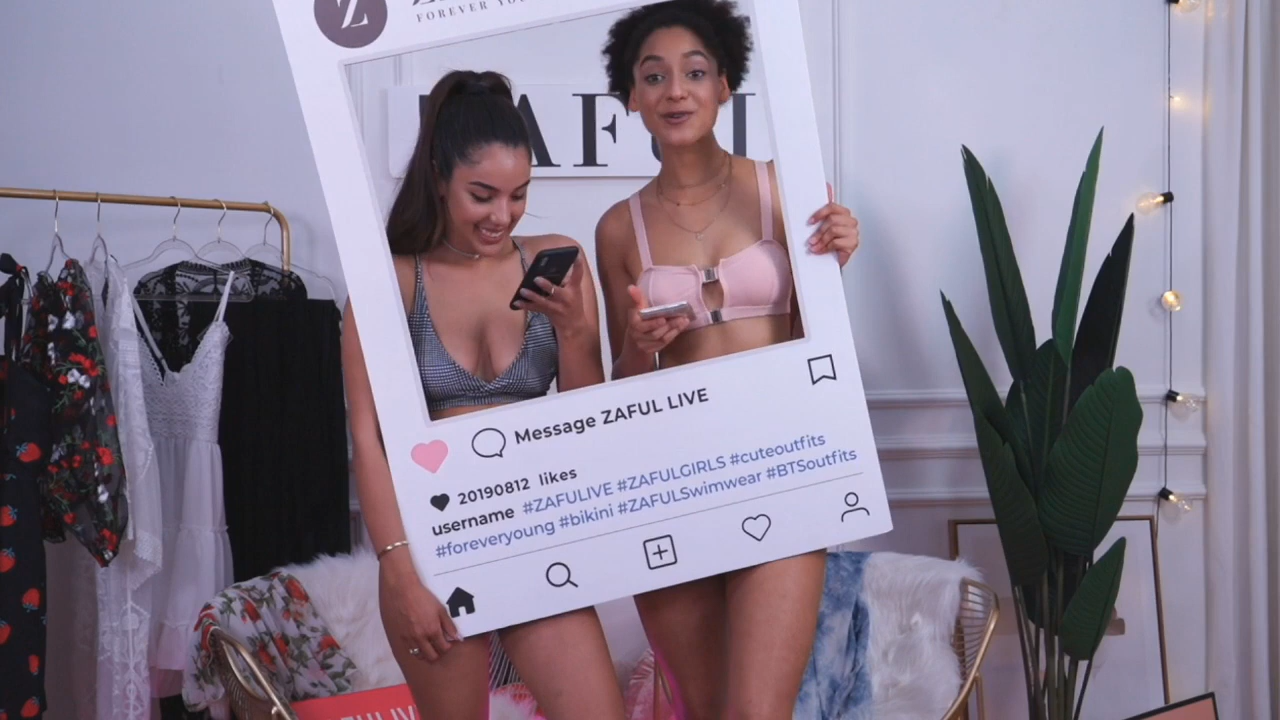 Z
FOREVER YO
ZAFUL
Message ZAFUL LIVE
20190812 likes
username #ZAFULIVE #ZAFULGIRLS #cuteoutfits
#foreveryoung #bikini #ZAFULSwimwear #BTSoutfits